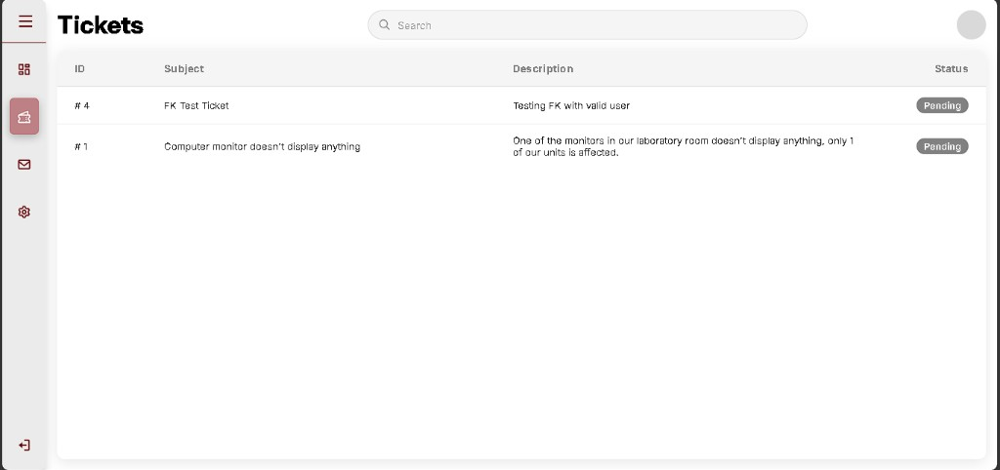 Tickets
Search
ID Subject Description Status
# 4 FK Test Ticket Testing FK with valid user Pending
# 1 Computer monitor doesn't display anything One of the monitors in our laboratory room doesn't display anything, only 1 Pending
of our units is affected.